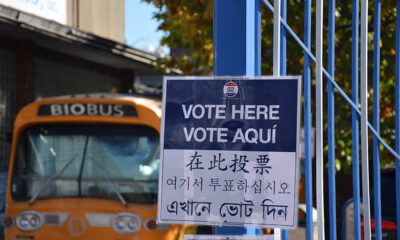 BIOBUS
VOTE HERE
VOTE AQUÍ
在此投票
여기서 투표하십시오
এখানে ভোট দিন